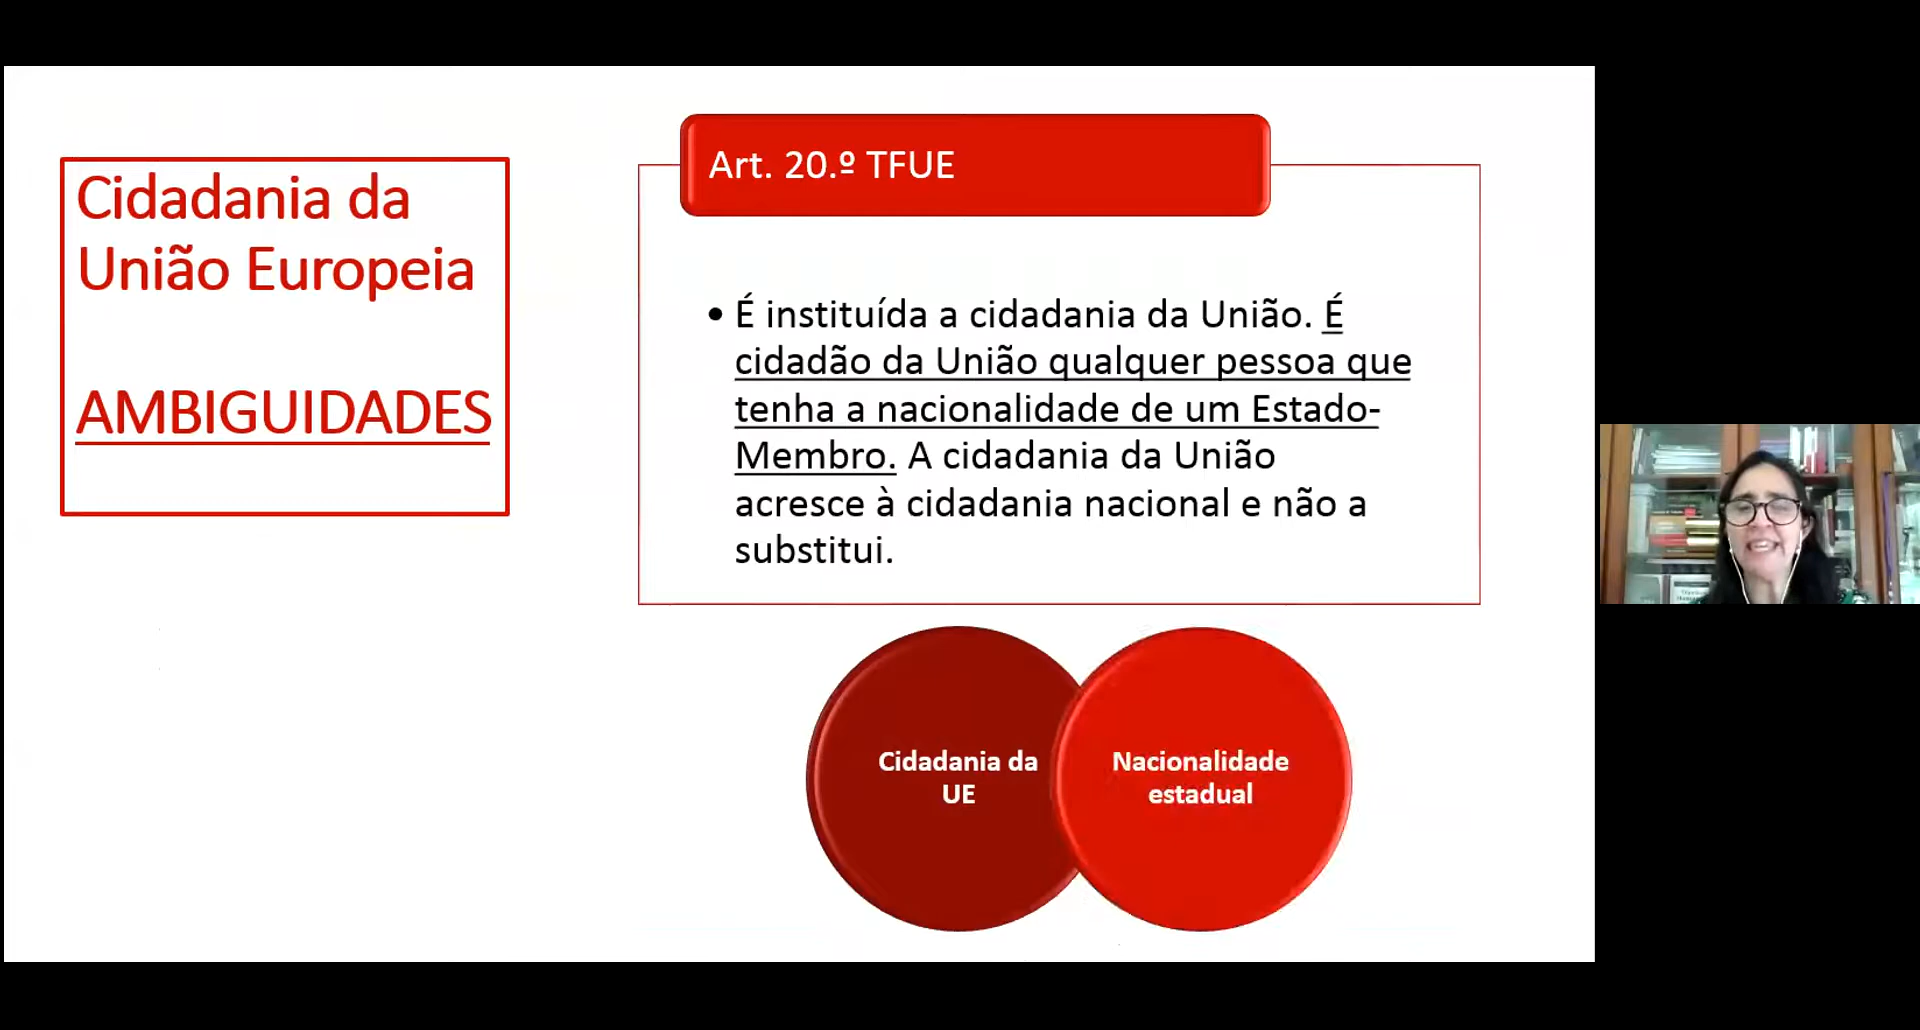 Cidadania da
União Europeia
AMBIGUIDADES
Art. 20.º TFUE
• É instituída a cidadania da União. É
cidadão da União qualquer pessoa que
tenha a nacionalidade de um Estado-
Membro. A cidadania da União
acresce à cidadania nacional e não a
substitui.
Cidadania da
UE
Nacionalidade
estadual